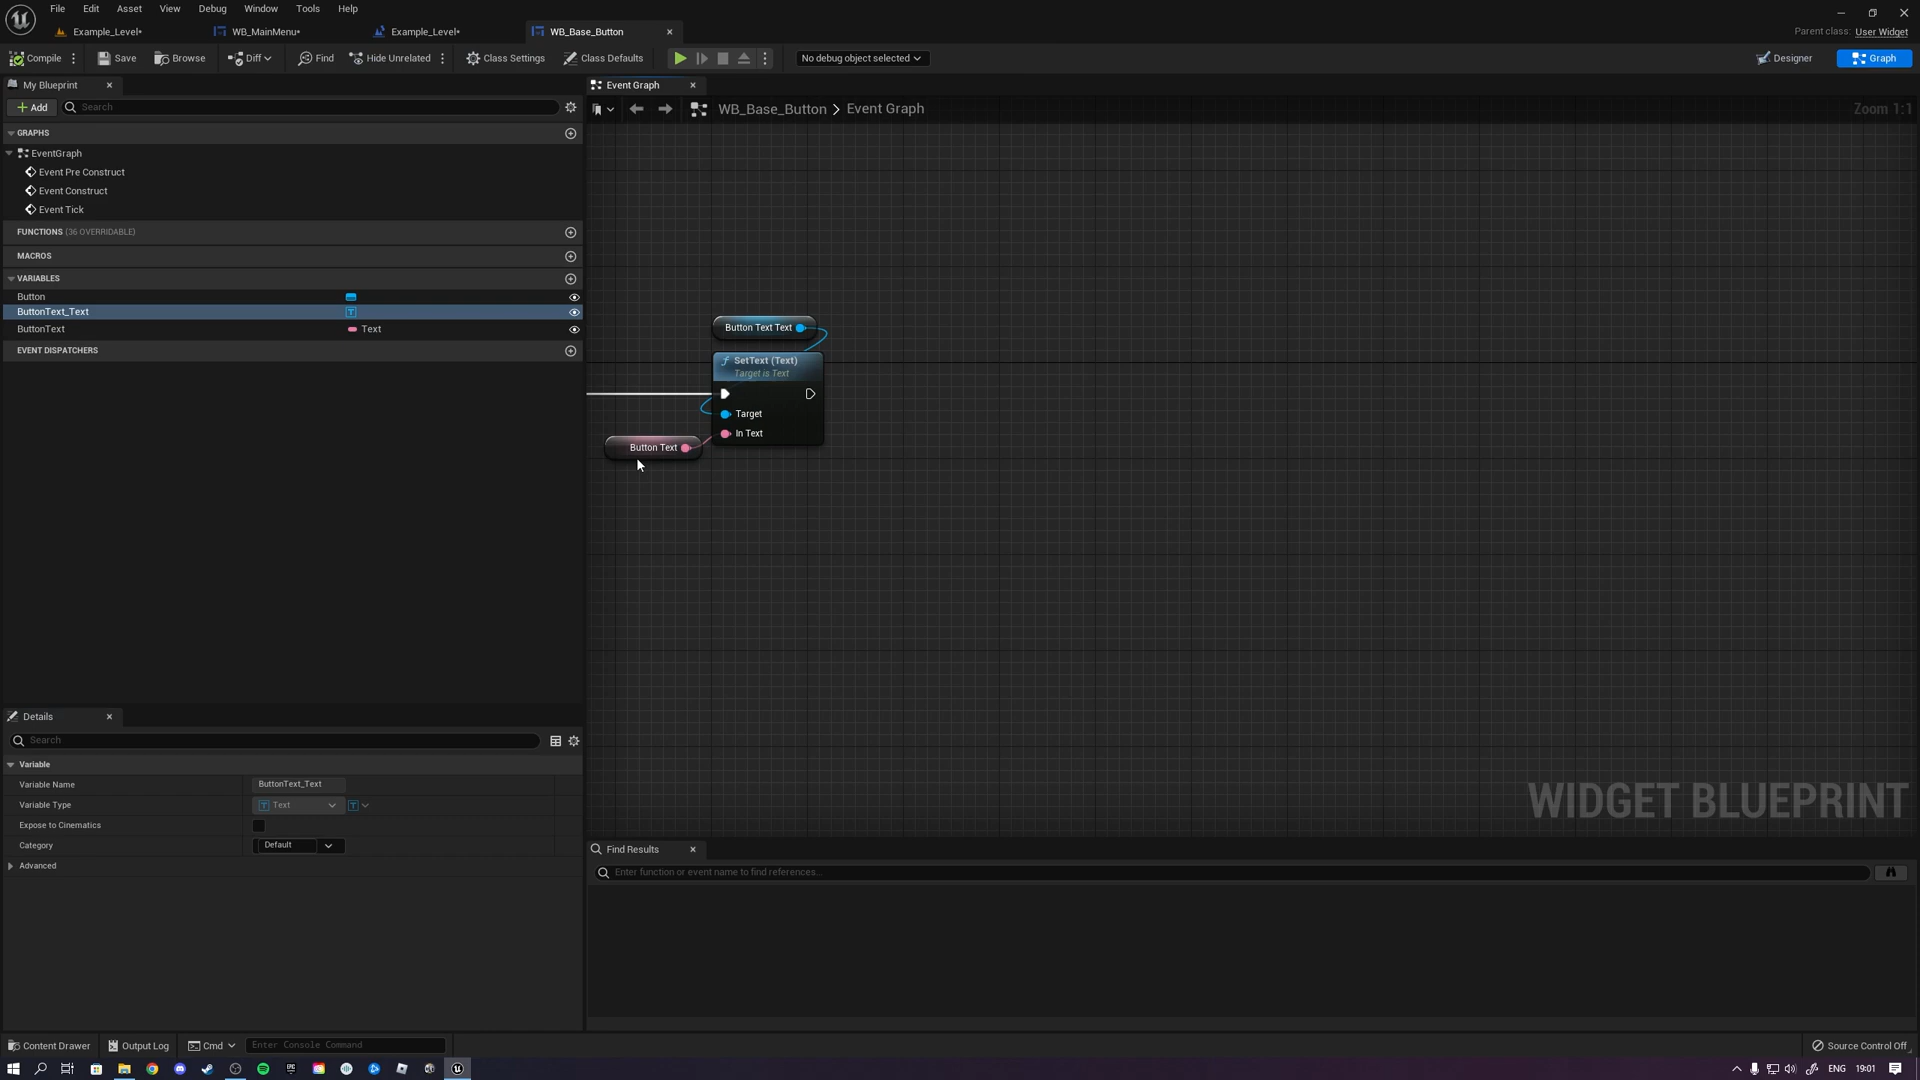 File Edit Asset View Debug Window Tools Help
Example_Level* WB_MainMenu* Example_Level* WB_Base_Button
Parent class: User Widget
Compile Save Browse Diff Find Hide Unrelated Class Settings Class Defaults No debug object selected Designer Graph
My Blueprint Event Graph
Add Search
WB_Base_Button > Event Graph Zoom 1:1
GRAPHS
EventGraph
Event Pre Construct
Event Construct
Event Tick
FUNCTIONS (36 OVERRIDABLE)
MACROS
VARIABLES
Button
ButtonText_Text
ButtonText Text
EVENT DISPATCHERS
Button Text Text
f SetText (Text)
Target is Text
Target
In Text
Button Text
WIDGET BLUEPRINT
Details
Search
Variable
Variable Name ButtonText_Text
Variable Type Text
Expose to Cinematics
Category Default
Advanced
Find Results
Enter function or event name to find references...
Content Drawer Output Log Cmd Enter Console Command Source Control Off
ENG 19:01